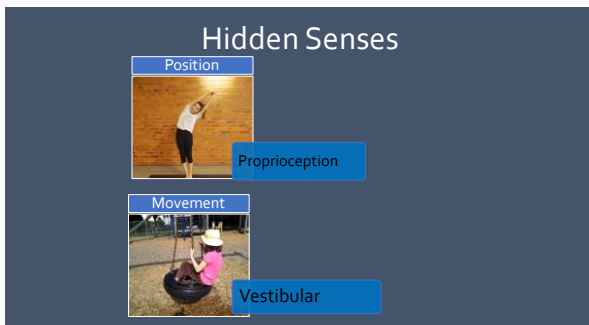 Hidden Senses
Position
Proprioception
Movement
Vestibular